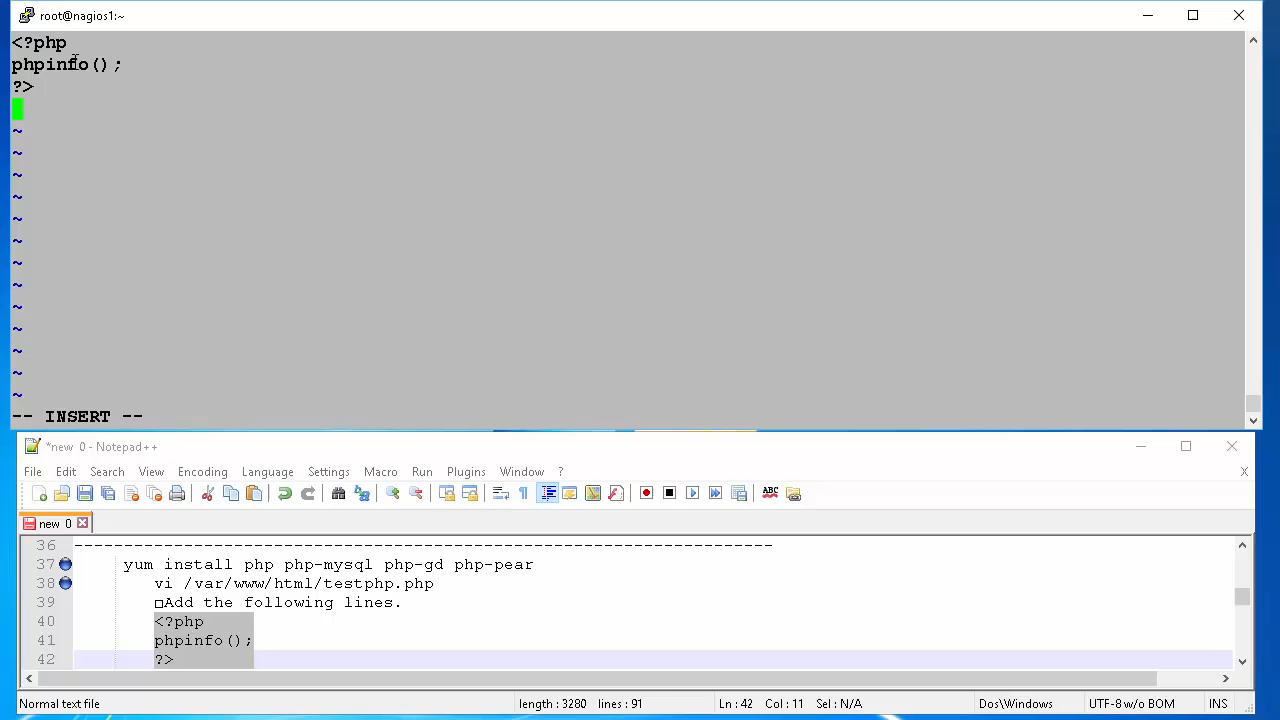 root@nagios1:~
<?php
phpinfo();
?>
~
~
~
~
~
~
~
~
~
~
~
~
~
-- INSERT --
*new 0 - Notepad++
File Edit Search View Encoding Language Settings Macro Run Plugins Window ? X
ABC
new 0
36 ----------------------------------------------------------------------
37 yum install php php-mysql php-gd php-pear
38 vi /var/www/html/testphp.php
39 □Add the following lines.
40 <?php
41 phpinfo();
42 ?>
Normal text file length : 3280 lines : 91 Ln : 42 Col : 11 Sel : N/A Dos\Windows UTF-8 w/o BOM INS